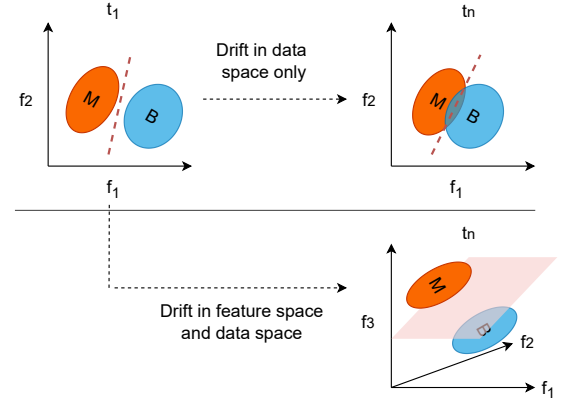 t1
tn
f2
M
B
Drift in data
space only
f2
M
B
f1
f1
tn
M
f3
Drift in feature space
and data space
B
f2
f1